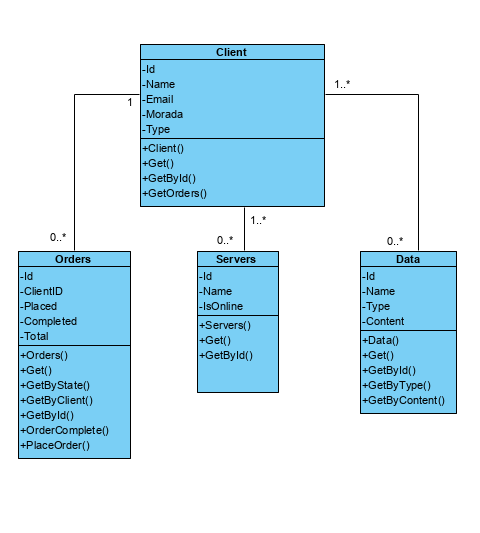 Client
-Id
-Name
-Email
-Morada
-Type
+Client()
+Get()
+GetById()
+GetOrders()
1
1..*
0..*
1..*
0..*
0..*
Orders
-Id
-ClientID
-Placed
-Completed
-Total
+Orders()
+Get()
+GetByState()
+GetByClient()
+GetById()
+OrderComplete()
+PlaceOrder()
Servers
-Id
-Name
-IsOnline
+Servers()
+Get()
+GetById()
Data
-Id
-Name
-Type
-Content
+Data()
+Get()
+GetById()
+GetByType()
+GetByContent()